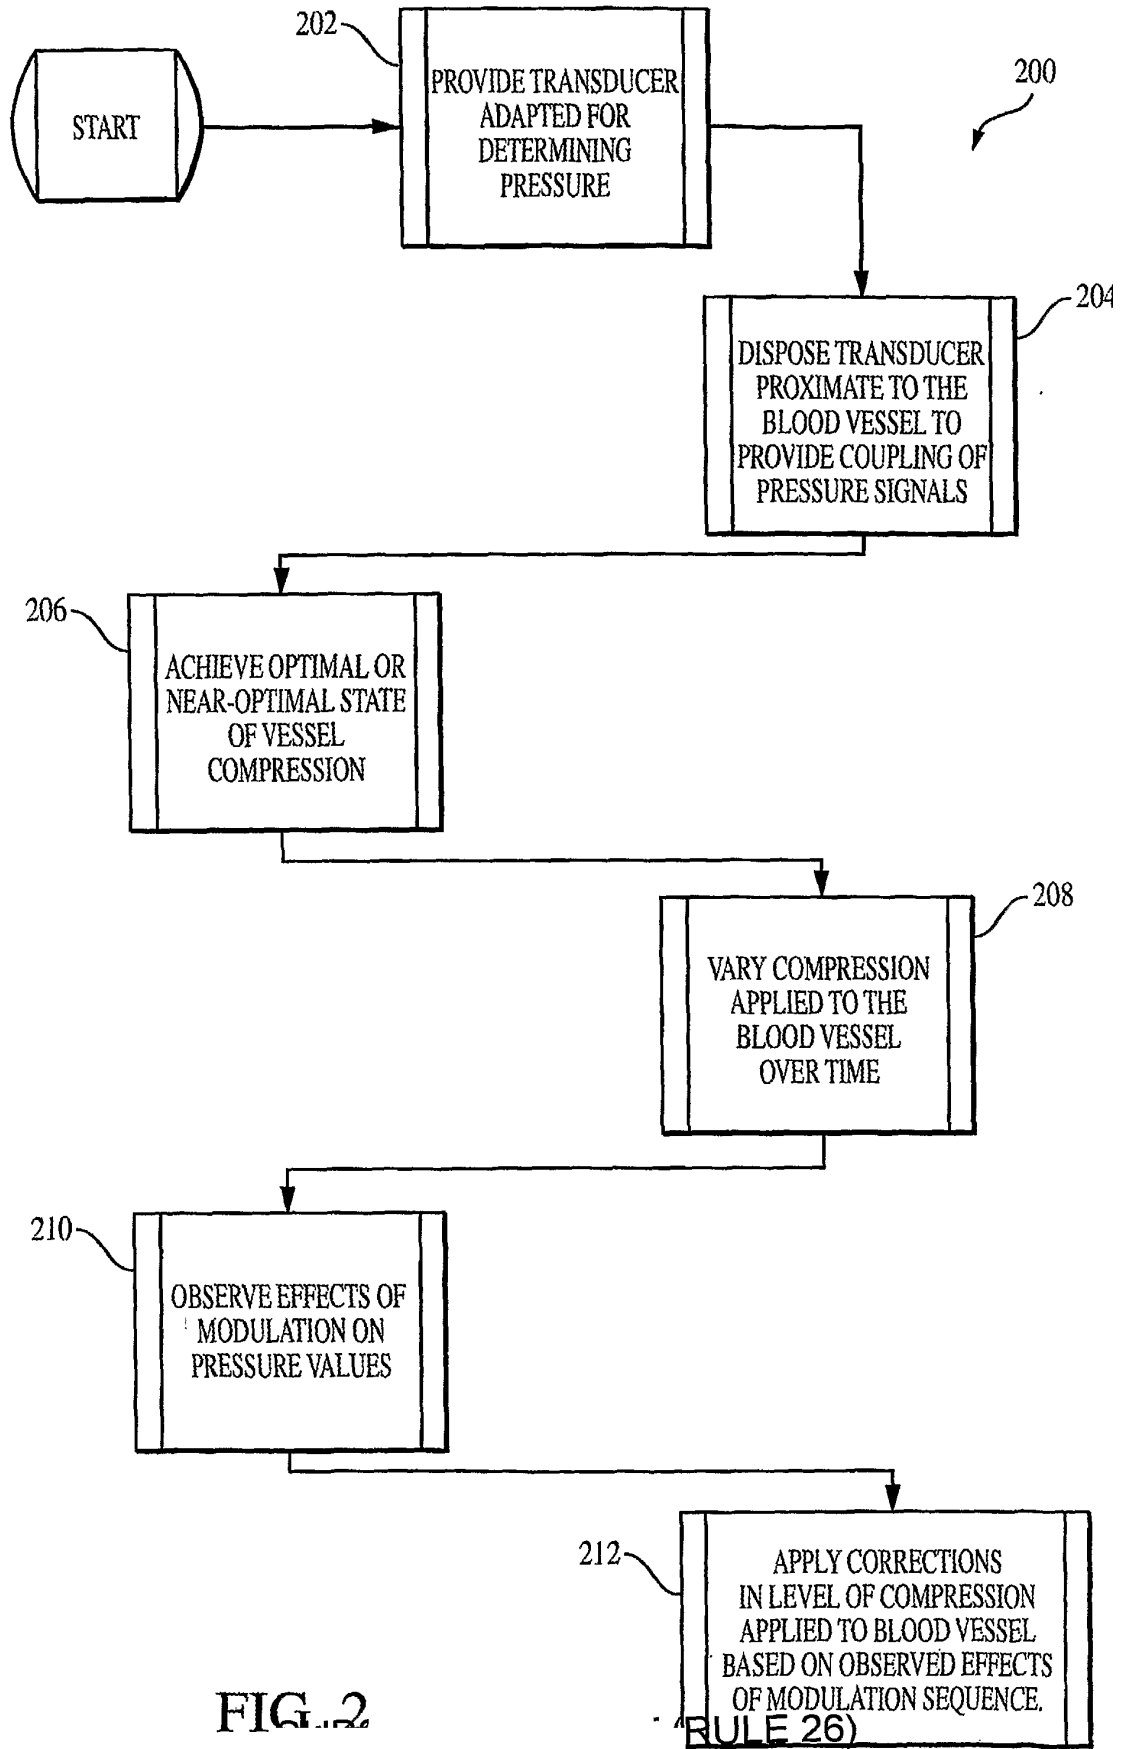 202
200
START
PROVIDE TRANSDUCER
ADAPTED FOR
DETERMINING
PRESSURE
204
DISPOSE TRANSDUCER
PROXIMATE TO THE
BLOOD VESSEL TO
PROVIDE COUPLING OF
PRESSURE SIGNALS
206
ACHIEVE OPTIMAL OR
NEAR-OPTIMAL STATE
OF VESSEL
COMPRESSION
208
VARY COMPRESSION
APPLIED TO THE
BLOOD VESSEL
OVER TIME
210
OBSERVE EFFECTS OF
MODULATION ON
PRESSURE VALUES
212
APPLY CORRECTIONS
IN LEVEL OF COMPRESSION
APPLIED TO BLOOD VESSEL
BASED ON OBSERVED EFFECTS
OF MODULATION SEQUENCE.
FIG. 2
(RULE 26)